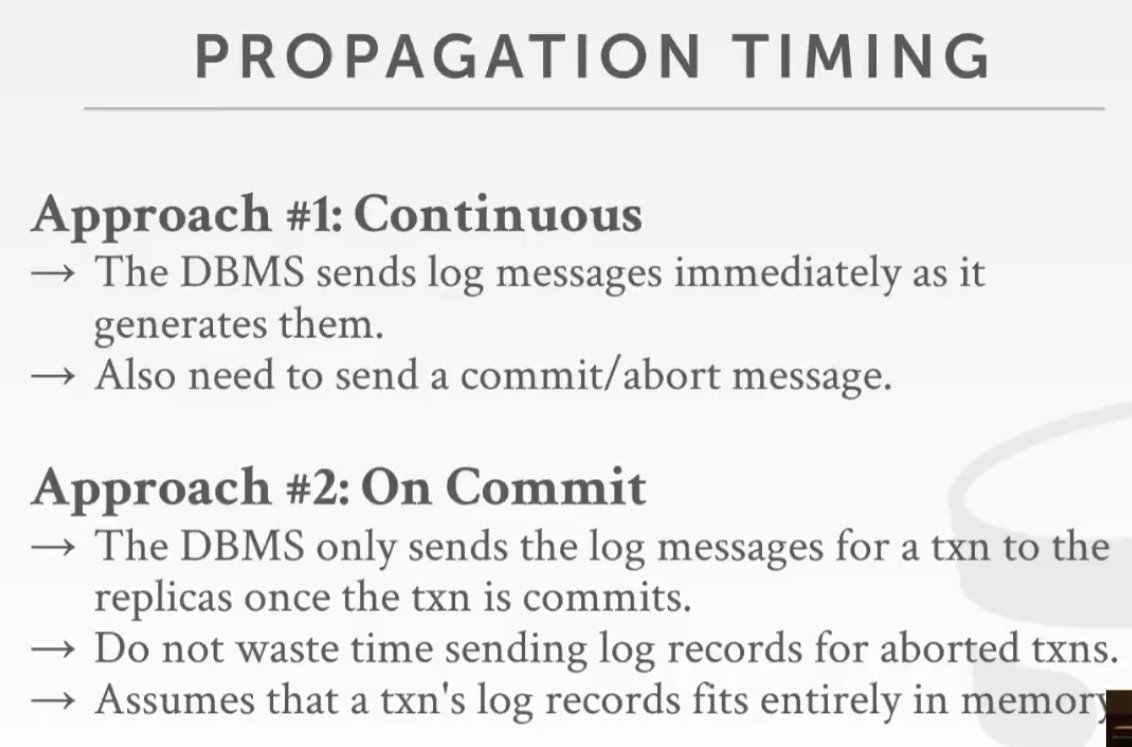 PROPAGATION TIMING
Approach #1: Continuous
→ The DBMS sends log messages immediately as it
generates them.
→ Also need to send a commit/abort message.
Approach #2: On Commit
→ The DBMS only sends the log messages for a txn to the
replicas once the txn is commits.
→ Do not waste time sending log records for aborted txns.
→ Assumes that a txn's log records fits entirely in memory